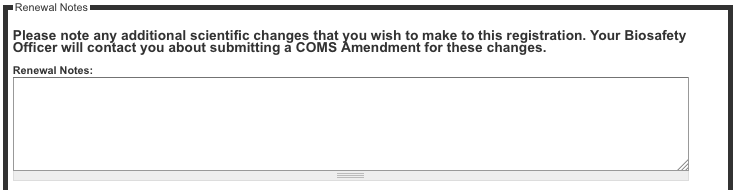 Renewal Notes
Please note any additional scientific changes that you wish to make to this registration. Your Biosafety
Officer will contact you about submitting a COMS Amendment for these changes.
Renewal Notes: